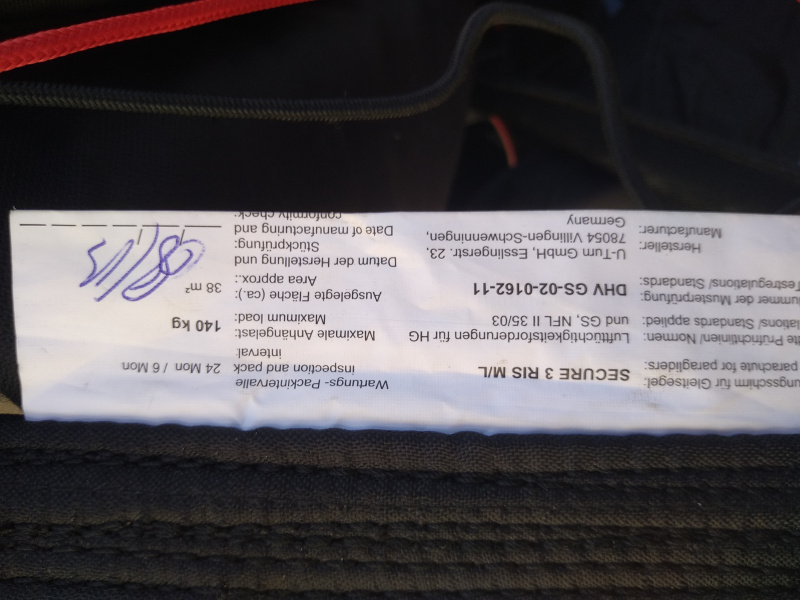 ungsschirm für Gleitsegel: SECURE 3 RIS M/L
parachute for paragliders:
te Prüfrichtlinien/ Normen: Lufttüchtigkeitsforderungen für HG
lations/ Standards applied: und GS, NFL II 35/03
ummer der Musterprüfung: DHV GS-02-0162-11
estregulations/ Standards:
Hersteller: U-Turn GmbH, Esslingerstr. 23,
Manufacturer: 78054 Villingen-Schwenningen,
Germany
Wartungs- Packintervalle
inspection and pack 24 Mon / 6 Mon
interval:
Maximale Anhängelast: 140 kg
Maximum load:
Ausgelegte Fläche (ca.): 38 m²
Area approx.:
Datum der Herstellung und
Stückprüfung: 08/13
Date of manufacturing and
conformity check: